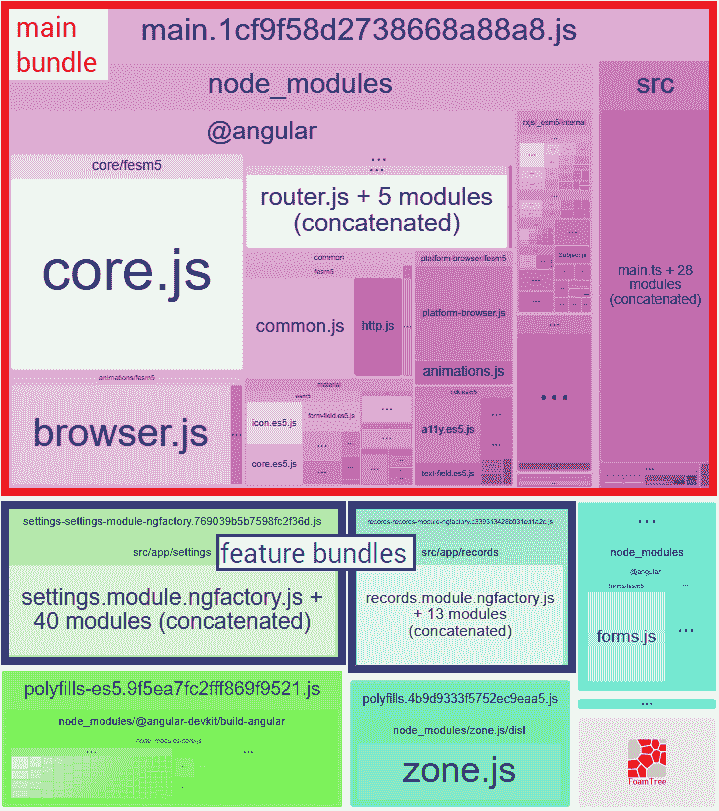 main
bundle
main.1cf9f58d2738668a88a8.js
node_modules
src
@angular
rxjs/_esm5/internal
core/fesm5
...
...
router.js + 5 modules
(concatenated)
core.js
common
fesm5
platform-browser/fesm5
common.js
http.js
platform-browser.js
main.ts + 28
modules
(concatenated)
animations.js
animations/fesm5
browser.js
material
esm5
icon.es5.js
form-field.es5.js
core.es5.js
a11y.es5.js
text-field.es5.js
...
settings-settings-module-ngfactory.769039b5b7598fc2f36d.js
src/app/settings
feature bundles
src/app/records
settings.module.ngfactory.js +
40 modules (concatenated)
records.module.ngfactory.js
+ 13 modules
(concatenated)
...
node_modules
@angular
forms/fesm5
forms.js
...
polyfills-es5.9f5ea7fc2fff869f9521.js
node_modules/@angular-devkit/build-angular
...
polyfills.4b9d9333f5752ec9eaa5.js
node_modules/zone.js/dist
zone.js
...
FoamTree